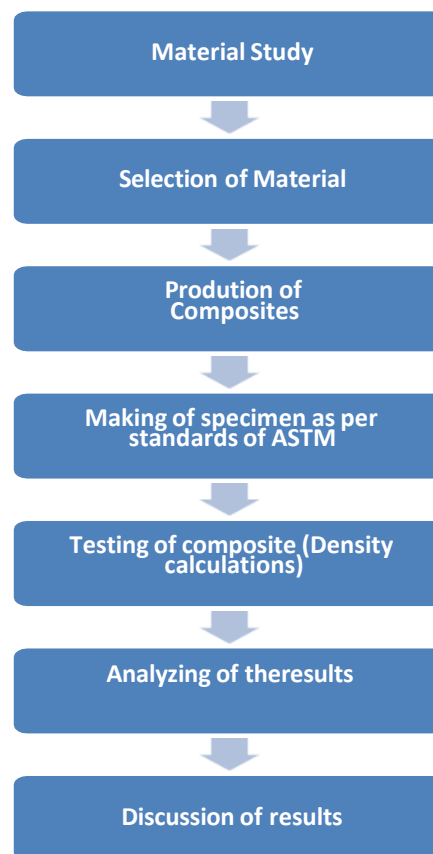 Material Study
Selection of Material
Prodution of
Composites
Making of specimen as per
standards of ASTM
Testing of composite (Density
calculations)
Analyzing of theresults
Discussion of results